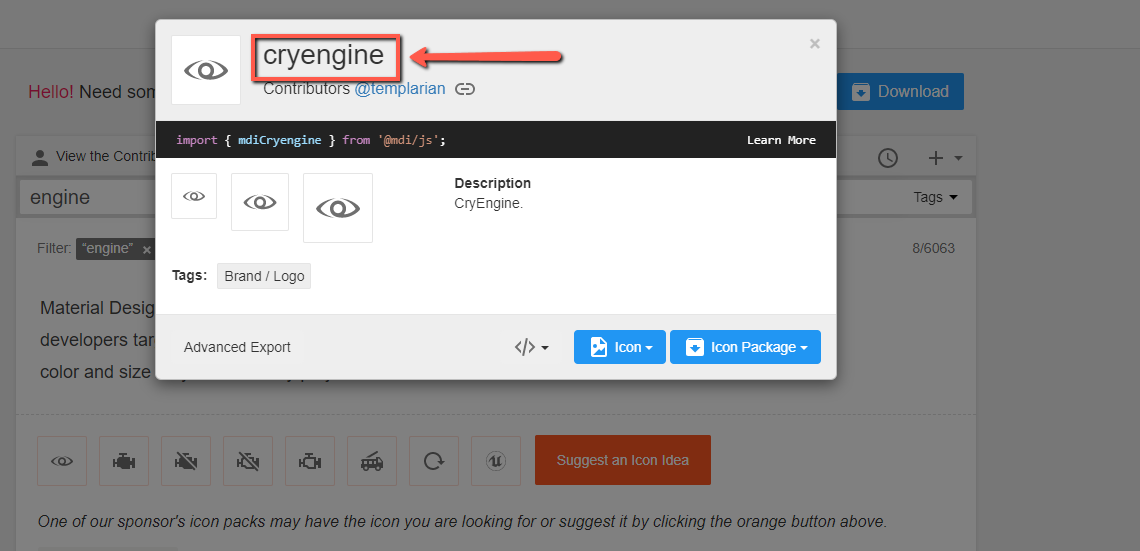 cryengine
×
Contributors @templarian
Hello! Need som
Download
import { mdiCryengine } from '@mdi/js';
Learn More
View the Contrib
engine
Tags
Description
CryEngine.
Filter: "engine" ×
8/6063
Tags: Brand / Logo
Material Desig
developers tar
color and size
Advanced Export
</>
Icon
Icon Package
Suggest an Icon Idea
One of our sponsor's icon packs may have the icon you are looking for or suggest it by clicking the orange button above.